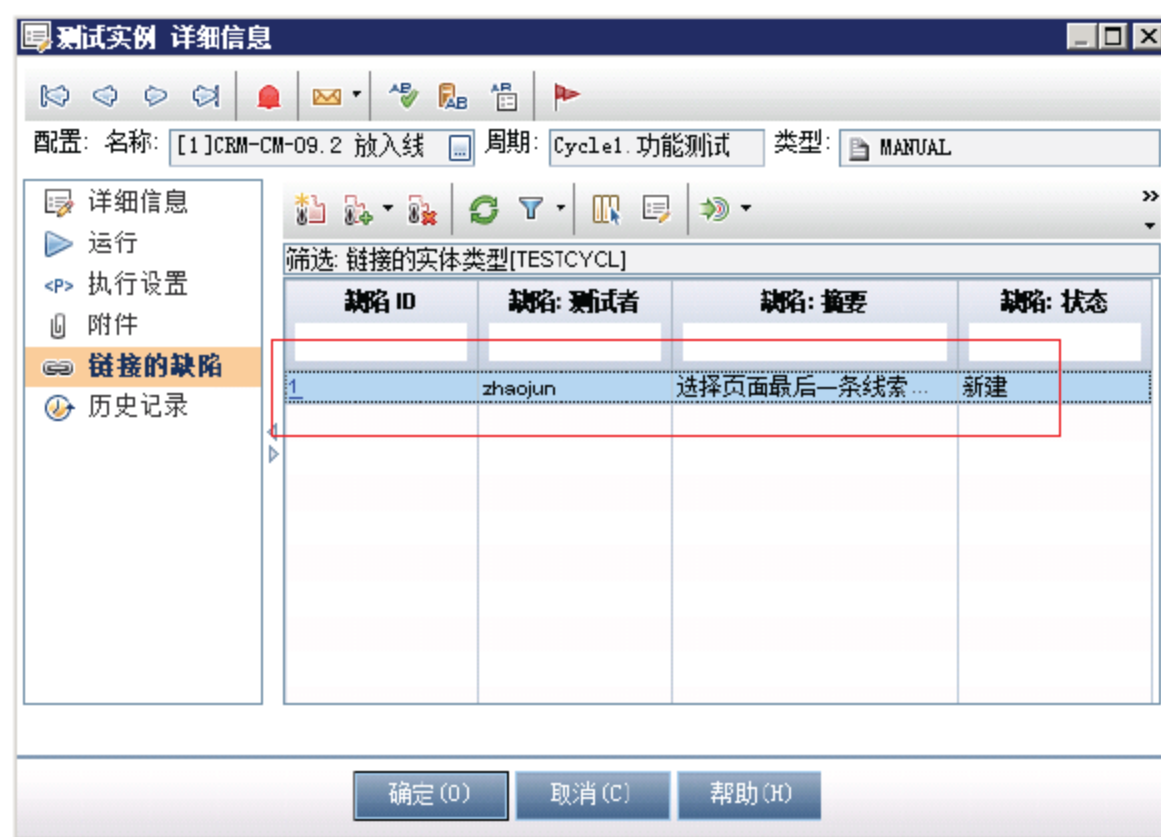 测试实例 详细信息
配置: 名称: [1]CRM-CM-09.2 放入线 ... 周期: Cycle1.功能测试 类型: MANUAL
详细信息
运行
<P> 执行设置
附件
链接的缺陷
历史记录
筛选: 链接的实体类型[TESTCYCL]
缺陷 ID 缺陷: 测试者 缺陷: 摘要 缺陷: 状态
1 zhaojun 选择页面最后一条线索 ... 新建
确定(O) 取消(C) 帮助(H)